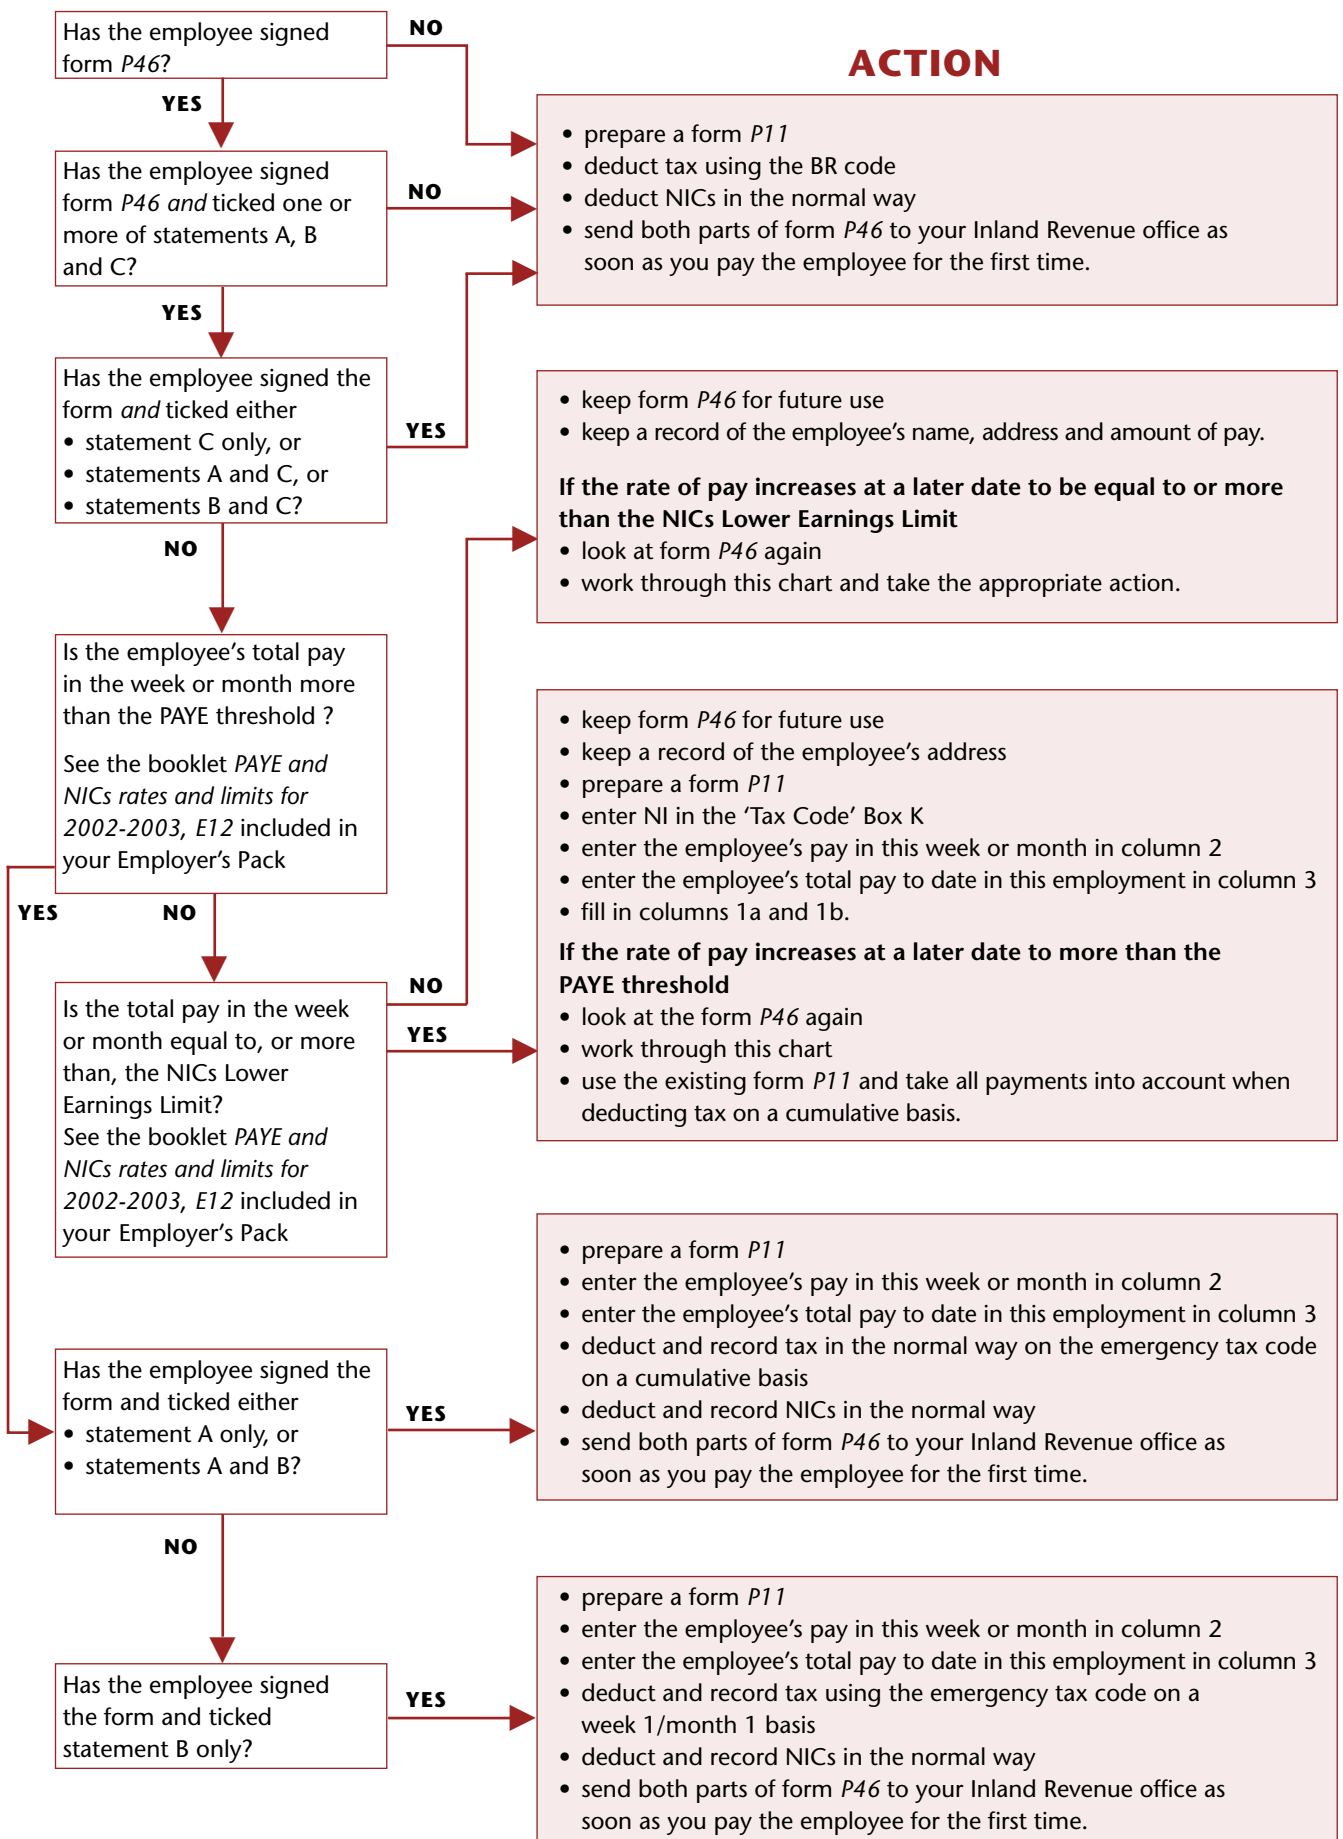 Has the employee signed
form P46?
NO
ACTION
YES
• prepare a form P11
• deduct tax using the BR code
• deduct NICs in the normal way
• send both parts of form P46 to your Inland Revenue office as
soon as you pay the employee for the first time.
Has the employee signed
form P46 and ticked one or
more of statements A, B
and C?
NO
YES
Has the employee signed the
form and ticked either
• statement C only, or
• statements A and C, or
• statements B and C?
YES
NO
• keep form P46 for future use
• keep a record of the employee's name, address and amount of pay.
If the rate of pay increases at a later date to be equal to or more
than the NICs Lower Earnings Limit
• look at form P46 again
• work through this chart and take the appropriate action.
Is the employee's total pay
in the week or month more
than the PAYE threshold ?
See the booklet PAYE and
NICs rates and limits for
2002-2003, E12 included in
your Employer's Pack
YES
NO
• keep form P46 for future use
• keep a record of the employee's address
• prepare a form P11
• enter NI in the 'Tax Code' Box K
• enter the employee's pay in this week or month in column 2
• enter the employee's total pay to date in this employment in column 3
• fill in columns 1a and 1b.
If the rate of pay increases at a later date to more than the
PAYE threshold
• look at the form P46 again
• work through this chart
• use the existing form P11 and take all payments into account when
deducting tax on a cumulative basis.
Is the total pay in the week
or month equal to, or more
than, the NICs Lower
Earnings Limit?
See the booklet PAYE and
NICs rates and limits for
2002-2003, E12 included in
your Employer's Pack
NO
YES
• prepare a form P11
• enter the employee's pay in this week or month in column 2
• enter the employee's total pay to date in this employment in column 3
• deduct and record tax in the normal way on the emergency tax code
on a cumulative basis
• deduct and record NICs in the normal way
• send both parts of form P46 to your Inland Revenue office as
soon as you pay the employee for the first time.
Has the employee signed the
form and ticked either
• statement A only, or
• statements A and B?
YES
NO
• prepare a form P11
• enter the employee's pay in this week or month in column 2
• enter the employee's total pay to date in this employment in column 3
• deduct and record tax using the emergency tax code on a
week 1/month 1 basis
• deduct and record NICs in the normal way
• send both parts of form P46 to your Inland Revenue office as
soon as you pay the employee for the first time.
Has the employee signed
the form and ticked
statement B only?
YES